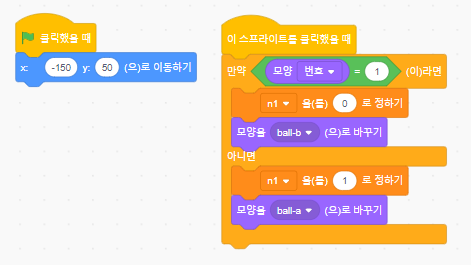 클릭했을 때
x: -150 y: 50 (으)로 이동하기
이 스프라이트를 클릭했을 때
만약 모양 번호 = 1 (이)라면
n1 을(를) 0 로 정하기
모양을 ball-b (으)로 바꾸기
아니면
n1 을(를) 1 로 정하기
모양을 ball-a (으)로 바꾸기